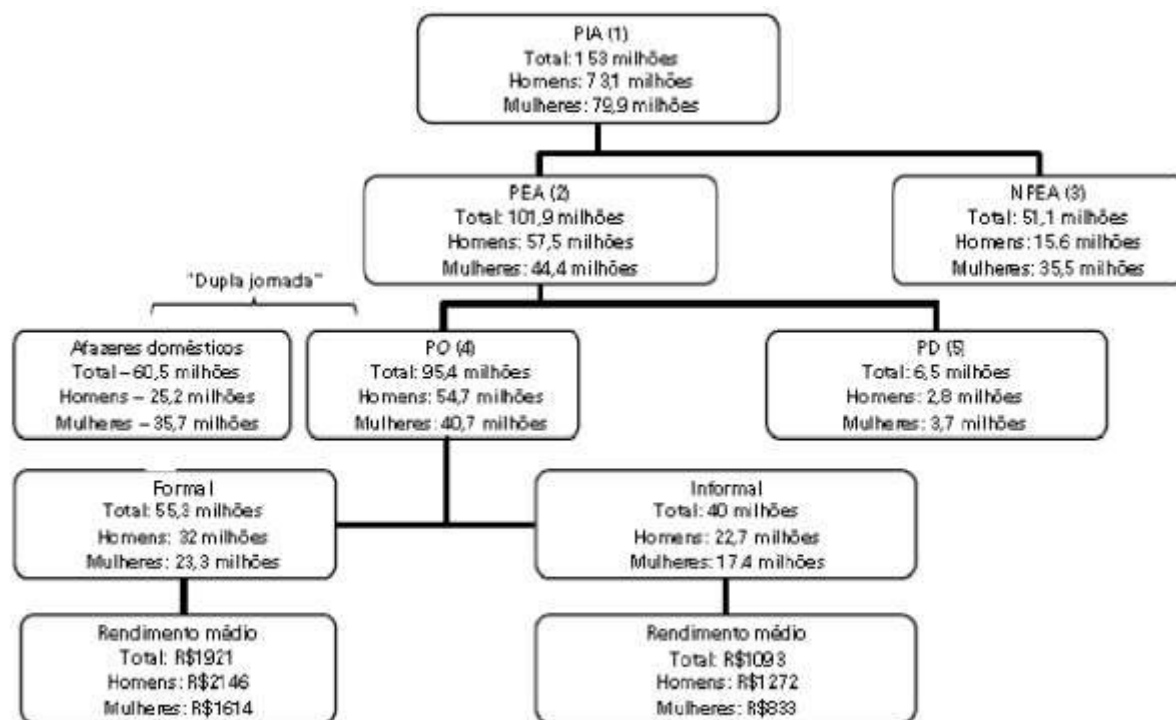 PIA (1)
Total: 153 milhões
Homens: 73,1 milhões
Mulheres: 79,9 milhões
PEA (2)
Total: 101,9 milhões
Homens: 57,5 milhões
Mulheres: 44,4 milhões
NPEA (3)
Total: 51,1 milhões
Homens: 15.6 milhões
Mulheres: 35,5 milhões
"Dupla jornada"
Afazeres domésticos
Total – 60,5 milhões
Homens – 25,2 milhões
Mulheres – 35,7 milhões
PO (4)
Total: 95,4 milhões
Homens: 54,7 milhões
Mulheres: 40,7 milhões
PD (5)
Total: 6,5 milhões
Homens: 2,8 milhões
Mulheres: 3,7 milhões
Formal
Total: 55,3 milhões
Homens: 32 milhões
Mulheres: 23,3 milhões
Informal
Total: 40 milhões
Homens: 22,7 milhões
Mulheres: 17.4 milhões
Rendimento médio
Total: R$1921
Homens: R$2146
Mulheres: R$1614
Rendimento médio
Total: R$1093
Homens: R$1272
Mulheres: R$833